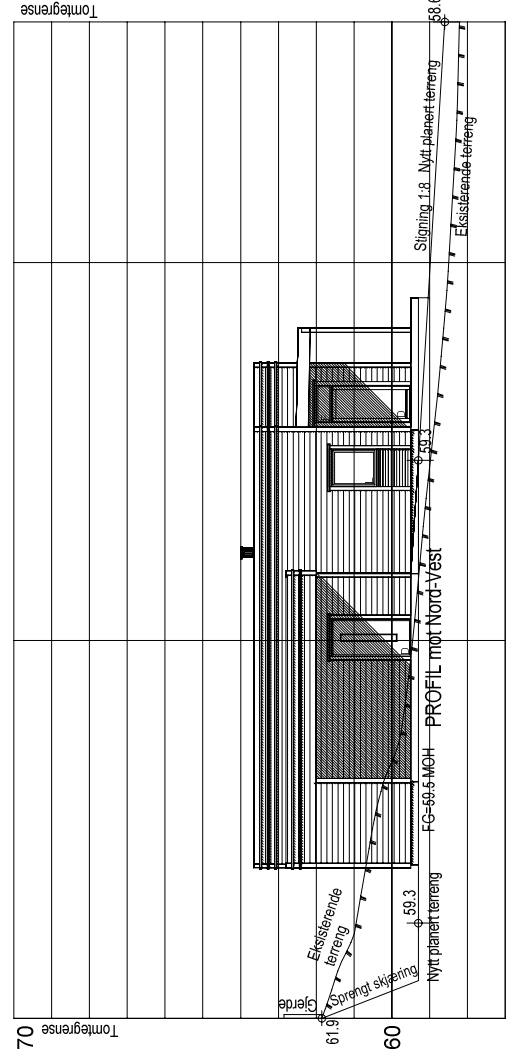 70
Tomtegrense
60
61.9
Gjerde
Sprengt skjæring
Eksisterende
terreng
59.3
Nytt planert terreng
FG=59.5 MOH
PROFIL mot Nord-Vest
D
59.3
D
Stigning 1:8 Nytt planert terreng
Eksisterende terreng
Tomtegrense